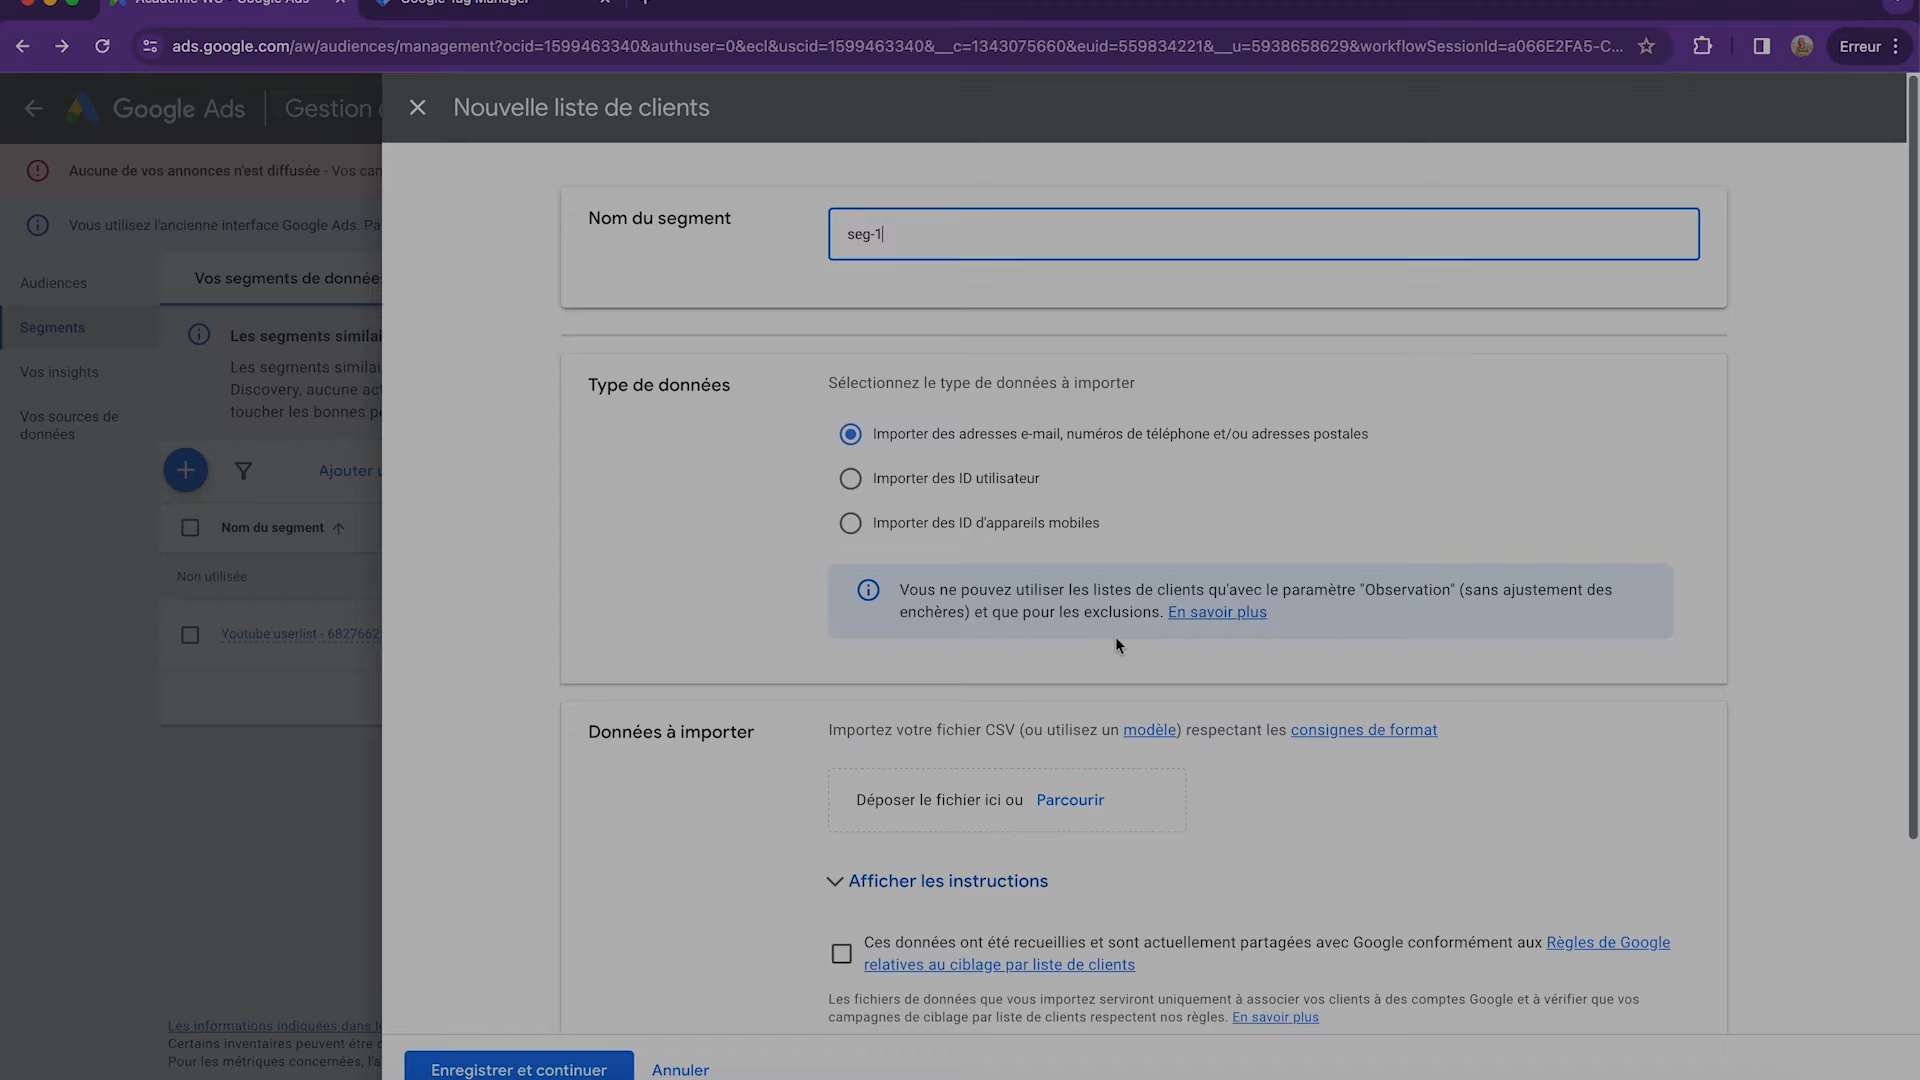 Google Ads
Google Tag Manager
ads.google.com/aw/audiences/management?ocid=1599463340&authuser=0&ecl&uscid=1599463340&__c=1343075660&euid=559834221&__u=5938658629&workflowSessionId=a066E2FA5-C...
Erreur
Google Ads
Gestion
Nouvelle liste de clients
Aucune de vos annonces n'est diffusée - Vos
Vous utilisez l'ancienne interface Google Ads.
Audiences
Segments
Vos insights
Vos sources de
données
Vos segments de données
Les segments similai
Les segments similai
Discovery, aucune
toucher les bonnes
Ajouter
Nom du segment
Non utilisée
Youtube userlist - 6827662
Les informations indiquées dans
Certains inventaires peuvent être
Pour les métriques concernées,
Nom du segment
seg-1
Type de données
Sélectionnez le type de données à importer
Importer des adresses e-mail, numéros de téléphone et/ou adresses postales
Importer des ID utilisateur
Importer des ID d'appareils mobiles
Vous ne pouvez utiliser les listes de clients qu'avec le paramètre "Observation" (sans ajustement des
enchères) et que pour les exclusions. En savoir plus
Données à importer
Importez votre fichier CSV (ou utilisez un modèle) respectant les consignes de format
Déposer le fichier ici ou Parcourir
Afficher les instructions
Ces données ont été recueillies et sont actuellement partagées avec Google conformément aux Règles de Google
relatives au ciblage par liste de clients
Les fichiers de données que vous importez serviront uniquement à associer vos clients à des comptes Google et à vérifier que vos
campagnes de ciblage par liste de clients respectent nos règles. En savoir plus
Enregistrer et continuer
Annuler